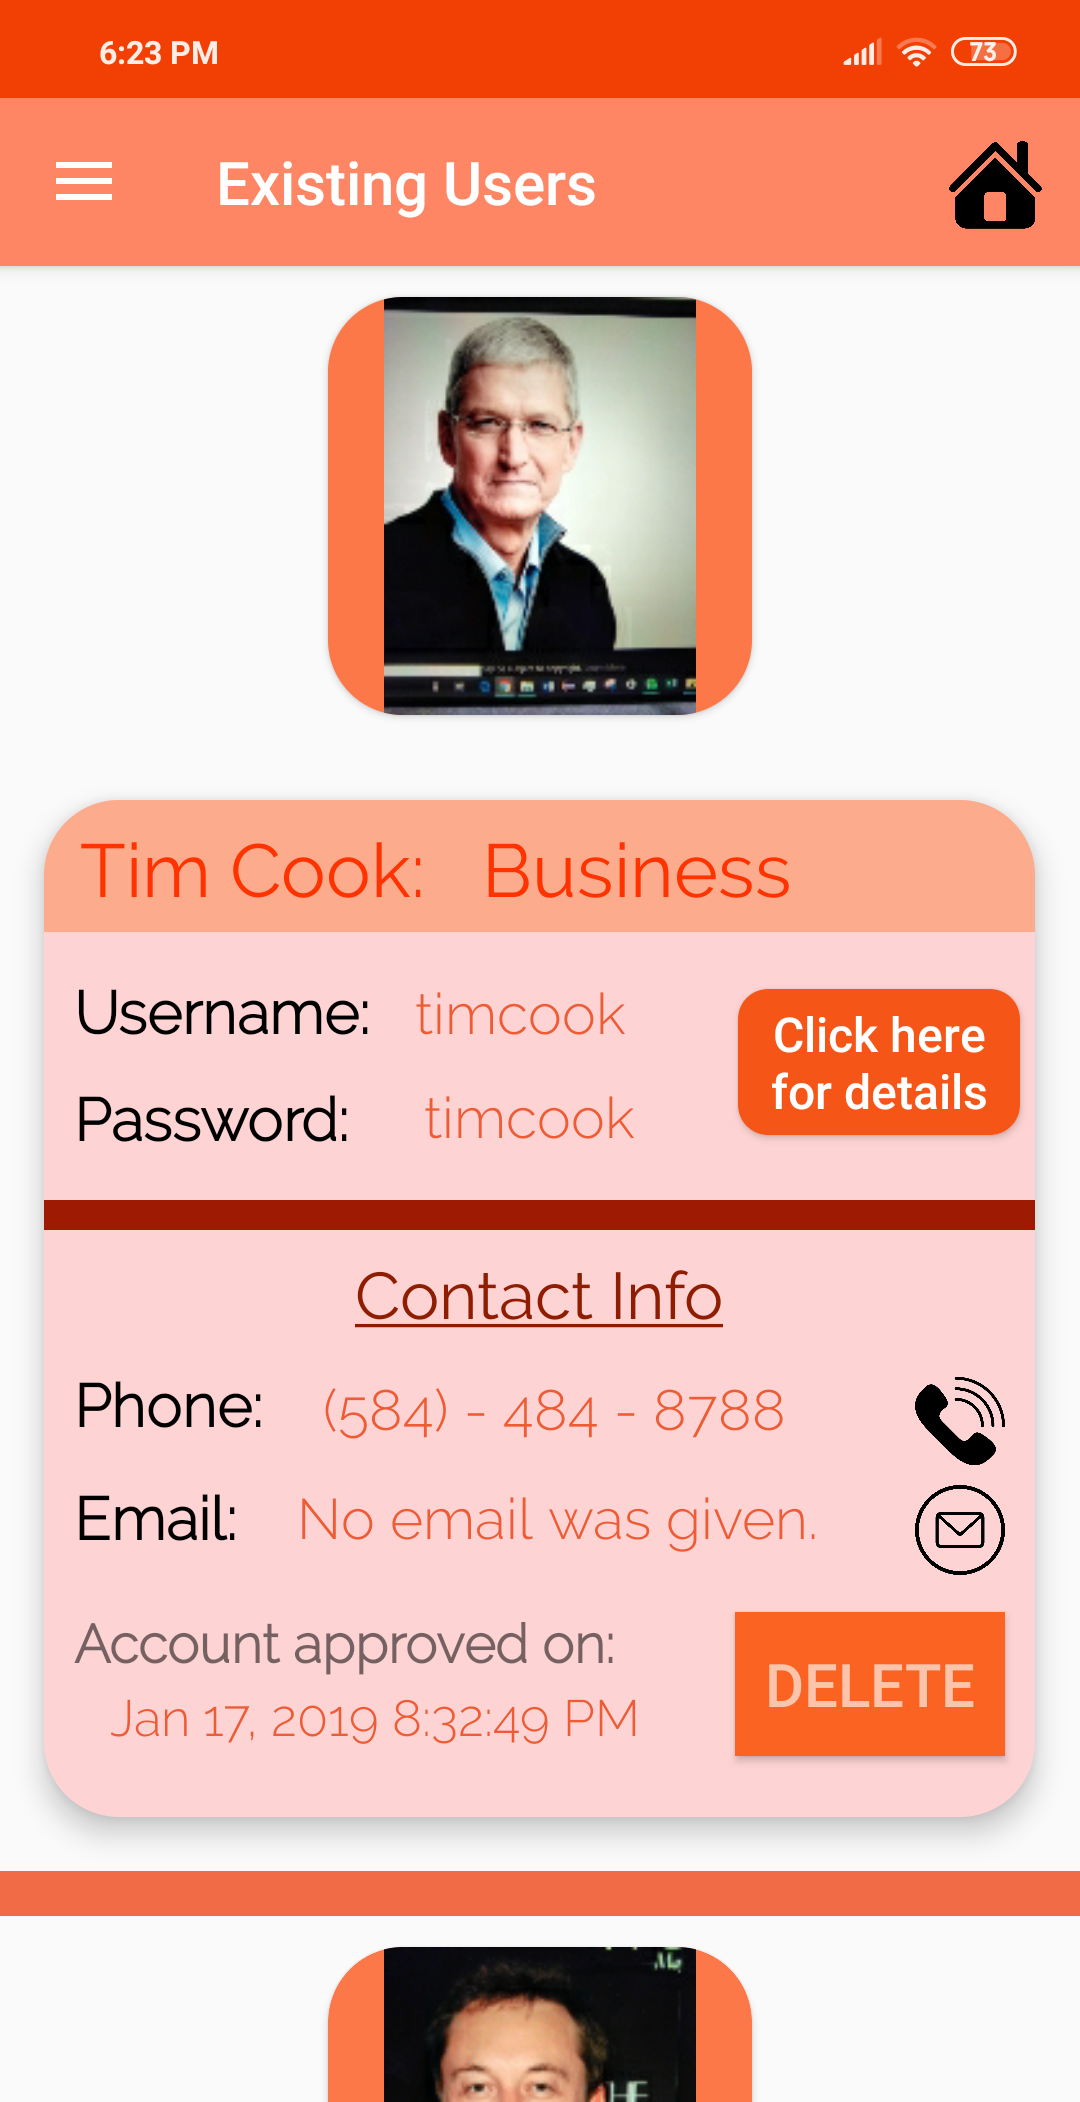 6:23 PM
73
Existing Users
Tim Cook: Business
Username: timcook
Click here
for details
Password: timcook
Contact Info
Phone: (584) - 484 - 8788
Email: No email was given.
Account approved on:
Jan 17, 2019 8:32:49 PM
DELETE
HE